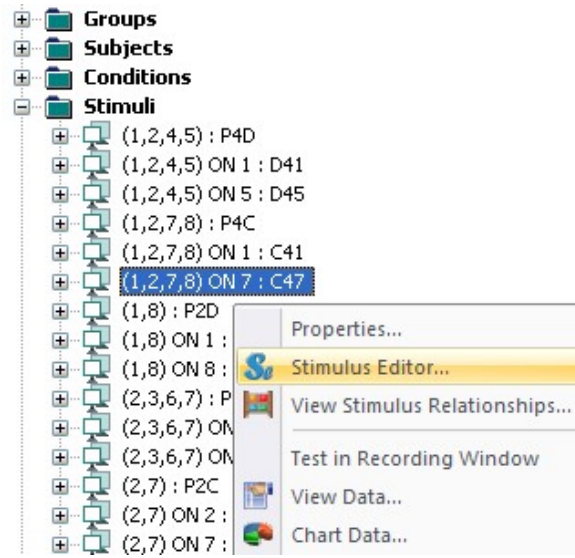 Groups
Subjects
Conditions
Stimuli
(1,2,4,5) : P4D
(1,2,4,5) ON 1 : D41
(1,2,4,5) ON 5 : D45
(1,2,7,8) : P4C
(1,2,7,8) ON 1 : C41
(1,2,7,8) ON 7 : C47
(1,8) : P2D
(1,8) ON 1 :
(1,8) ON 8 :
(2,3,6,7) : P
(2,3,6,7) ON
(2,3,6,7) ON
(2,7) : P2C
(2,7) ON 2 :
(2,7) ON 7 :
Properties...
Se Stimulus Editor...
View Stimulus Relationships...
Test in Recording Window
View Data...
Chart Data...